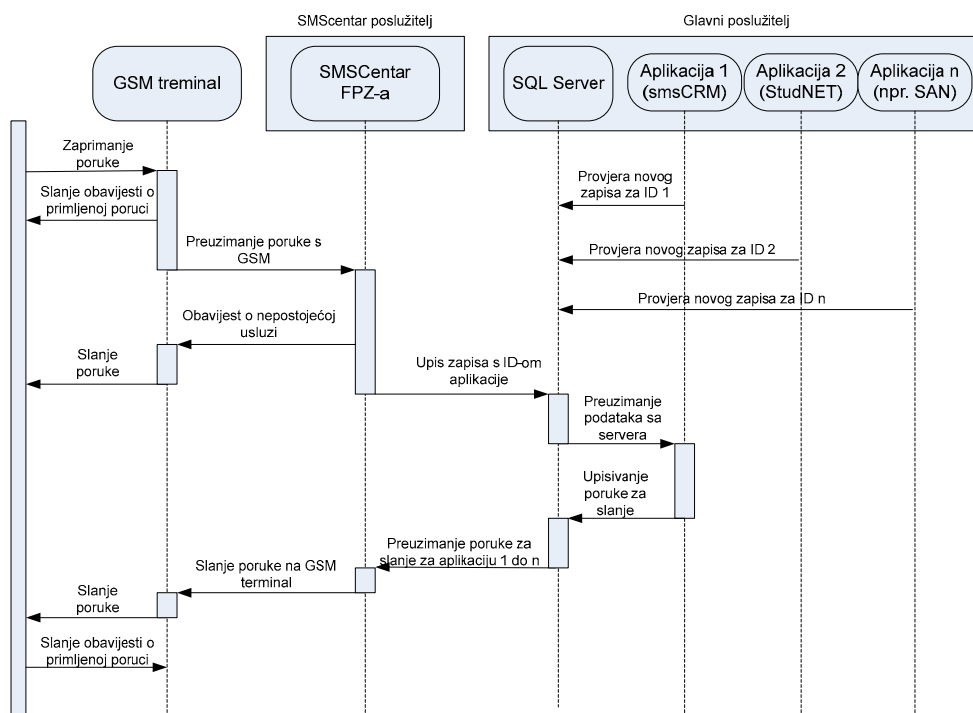 SMScentar poslužitelj
Glavni poslužitelj
GSM treminal
SMSCentar
FPZ-a
SQL Server
Aplikacija 1
(smsCRM)
Aplikacija 2
(StudNET)
Aplikacija n
(npr. SAN)
Zaprimanje
poruke
Slanje obavijesti o
primljenoj poruci
Provjera novog
zapisa za ID 1
Preuzimanje poruke s
GSM
Provjera novog zapisa za ID 2
Provjera novog zapisa za ID n
Obavijest o nepostojećoj
usluzi
Slanje
poruke
Upis zapisa s ID-om
aplikacije
Preuzimanje
podataka sa
servera
Upisivanje
poruke za
slanje
Preuzimanje poruke za
slanje za aplikaciju 1 do n
Slanje poruke na GSM
terminal
Slanje
poruke
Slanje obavijesti o
primljenoj poruci